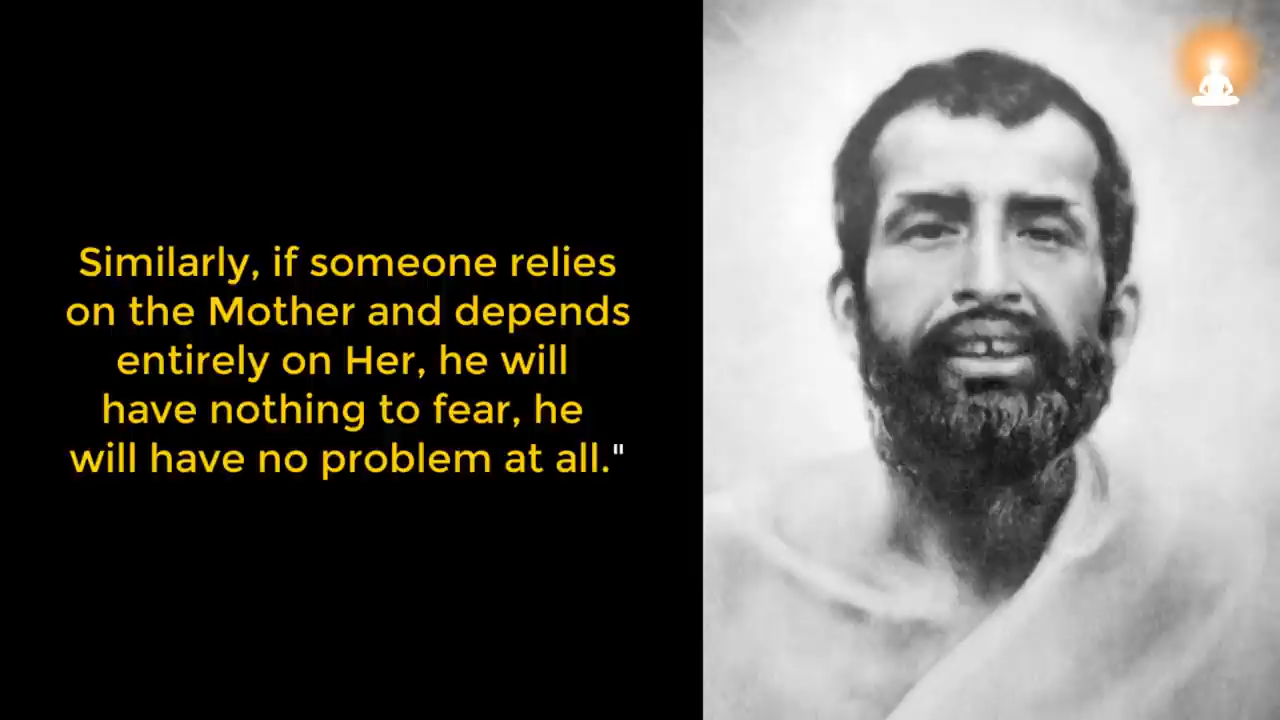 Similarly, if someone relies
on the Mother and depends
entirely on Her, he will
have nothing to fear, he
will have no problem at all."